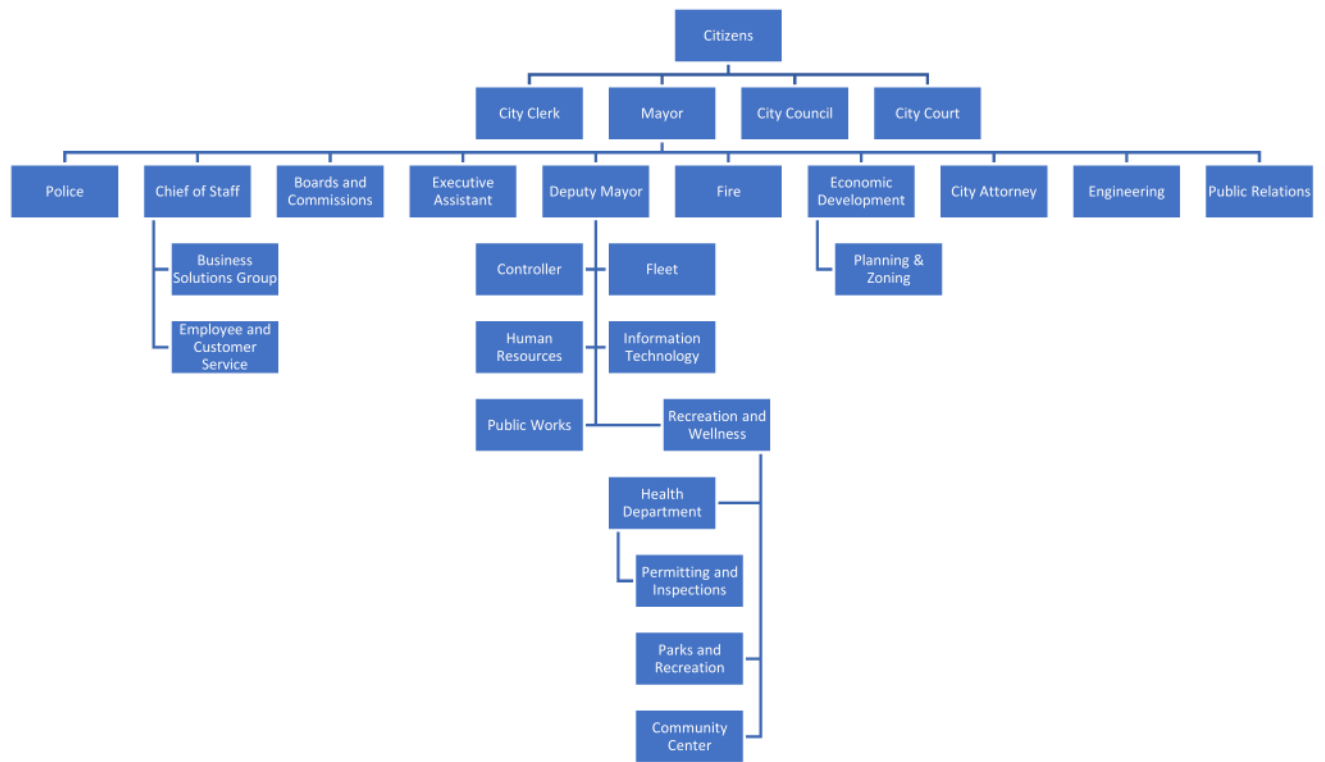 Citizens
City Clerk
Mayor
City Council
City Court
Police
Chief of Staff
Boards and
Commissions
Executive
Assistant
Deputy Mayor
Fire
Economic
Development
City Attorney
Engineering
Public Relations
Business
Solutions Group
Controller
Fleet
Planning &
Zoning
Employee and
Customer
Service
Human
Resources
Information
Technology
Public Works
Recreation and
Wellness
Health
Department
Permitting and
Inspections
Parks and
Recreation
Community
Center